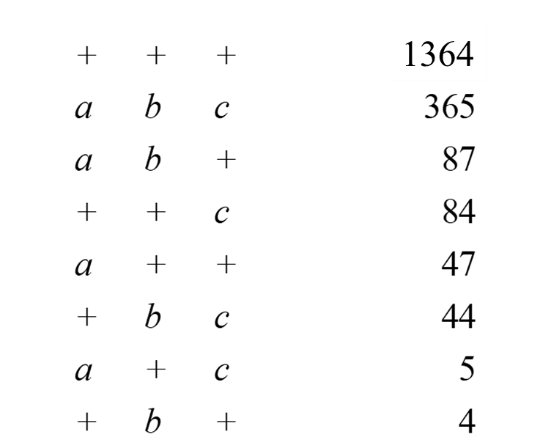 + + + 1364
a b c 365
a b + 87
+ + c 84
a + + 47
+ b c 44
a + c 5
+ b + 4